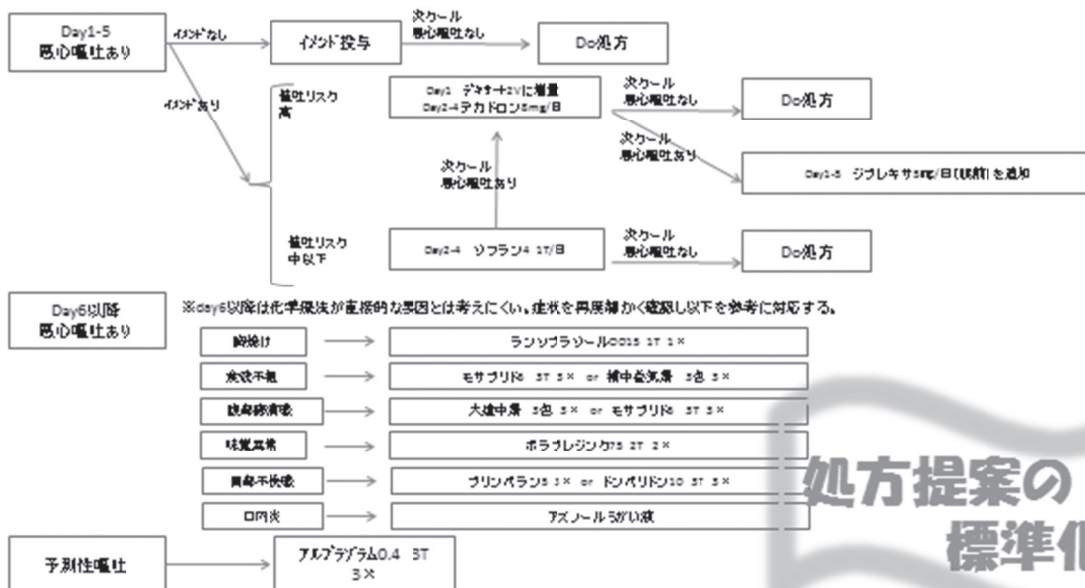 Day1-5
悪心嘔吐あり
イメンドなし
イメンド投与
次クール
悪心嘔吐なし
Do処方
イメンドあり
催吐リスク
高
Day1 デキサート2Vに増量
Day2-4デカドロン8mg/日
次クール
悪心嘔吐なし
Do処方
次クール
悪心嘔吐あり
次クール
悪心嘔吐あり
Day1-5 ジプレキサ5mg/日(眠前)を追加
催吐リスク
中以下
Day2-4 ゾフラン4 1T/日
次クール
悪心嘔吐なし
Do処方
Day6以降
悪心嘔吐あり
※day6以降は化学療法が直接的な要因とは考えにくい。症状を再度細かく確認し以下を参考に対応する。
胸焼け
ランソプラゾールOD15 1T 1×
食欲不振
モサプリド5 3T 3× or 補中益気湯 3包 3×
腹部膨満感
大建中湯 3包 3× or モサプリド5 3T 3×
味覚異常
ポラプレジンク75 2T 2×
胃部不快感
プリンペラン5 3× or ドンペリドン10 3T 3×
口内炎
アズノールうがい液
予測性嘔吐
アルプラゾラム0.4 3T
3×
処方提案の
標準化